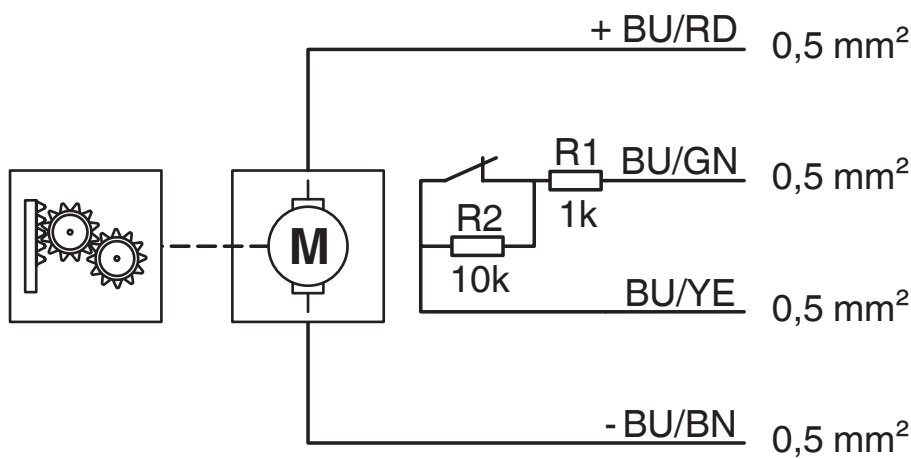 + BU/RD 0,5 mm²
R1 BU/GN 0,5 mm²
1k
R2
10k
M
BU/YE 0,5 mm²
- BU/BN 0,5 mm²